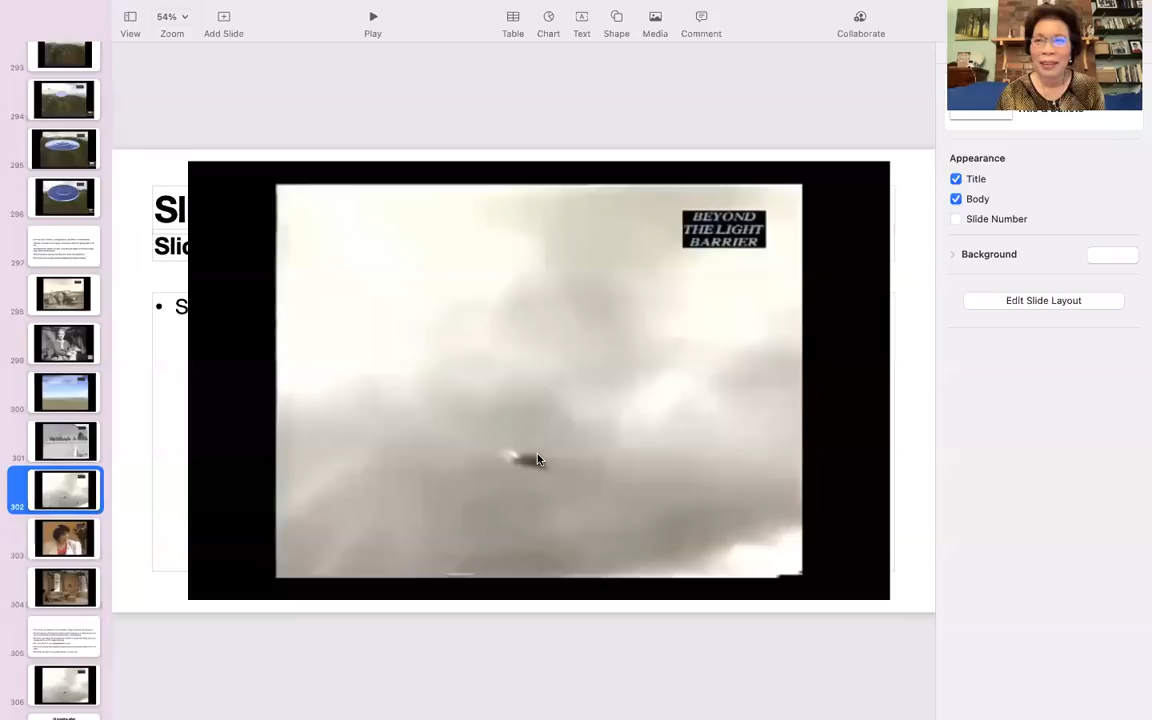 54%
View
Zoom
Add Slide
Play
Table
Chart
Text
Shape
Media
Comment
Collaborate
293
294
295
296
297
298
299
300
301
302
303
304
305
306
Sl
Slid
• S
BEYOND
THE LIGHT
BARRIER
Appearance
Title
Body
Slide Number
Background
Edit Slide Layout